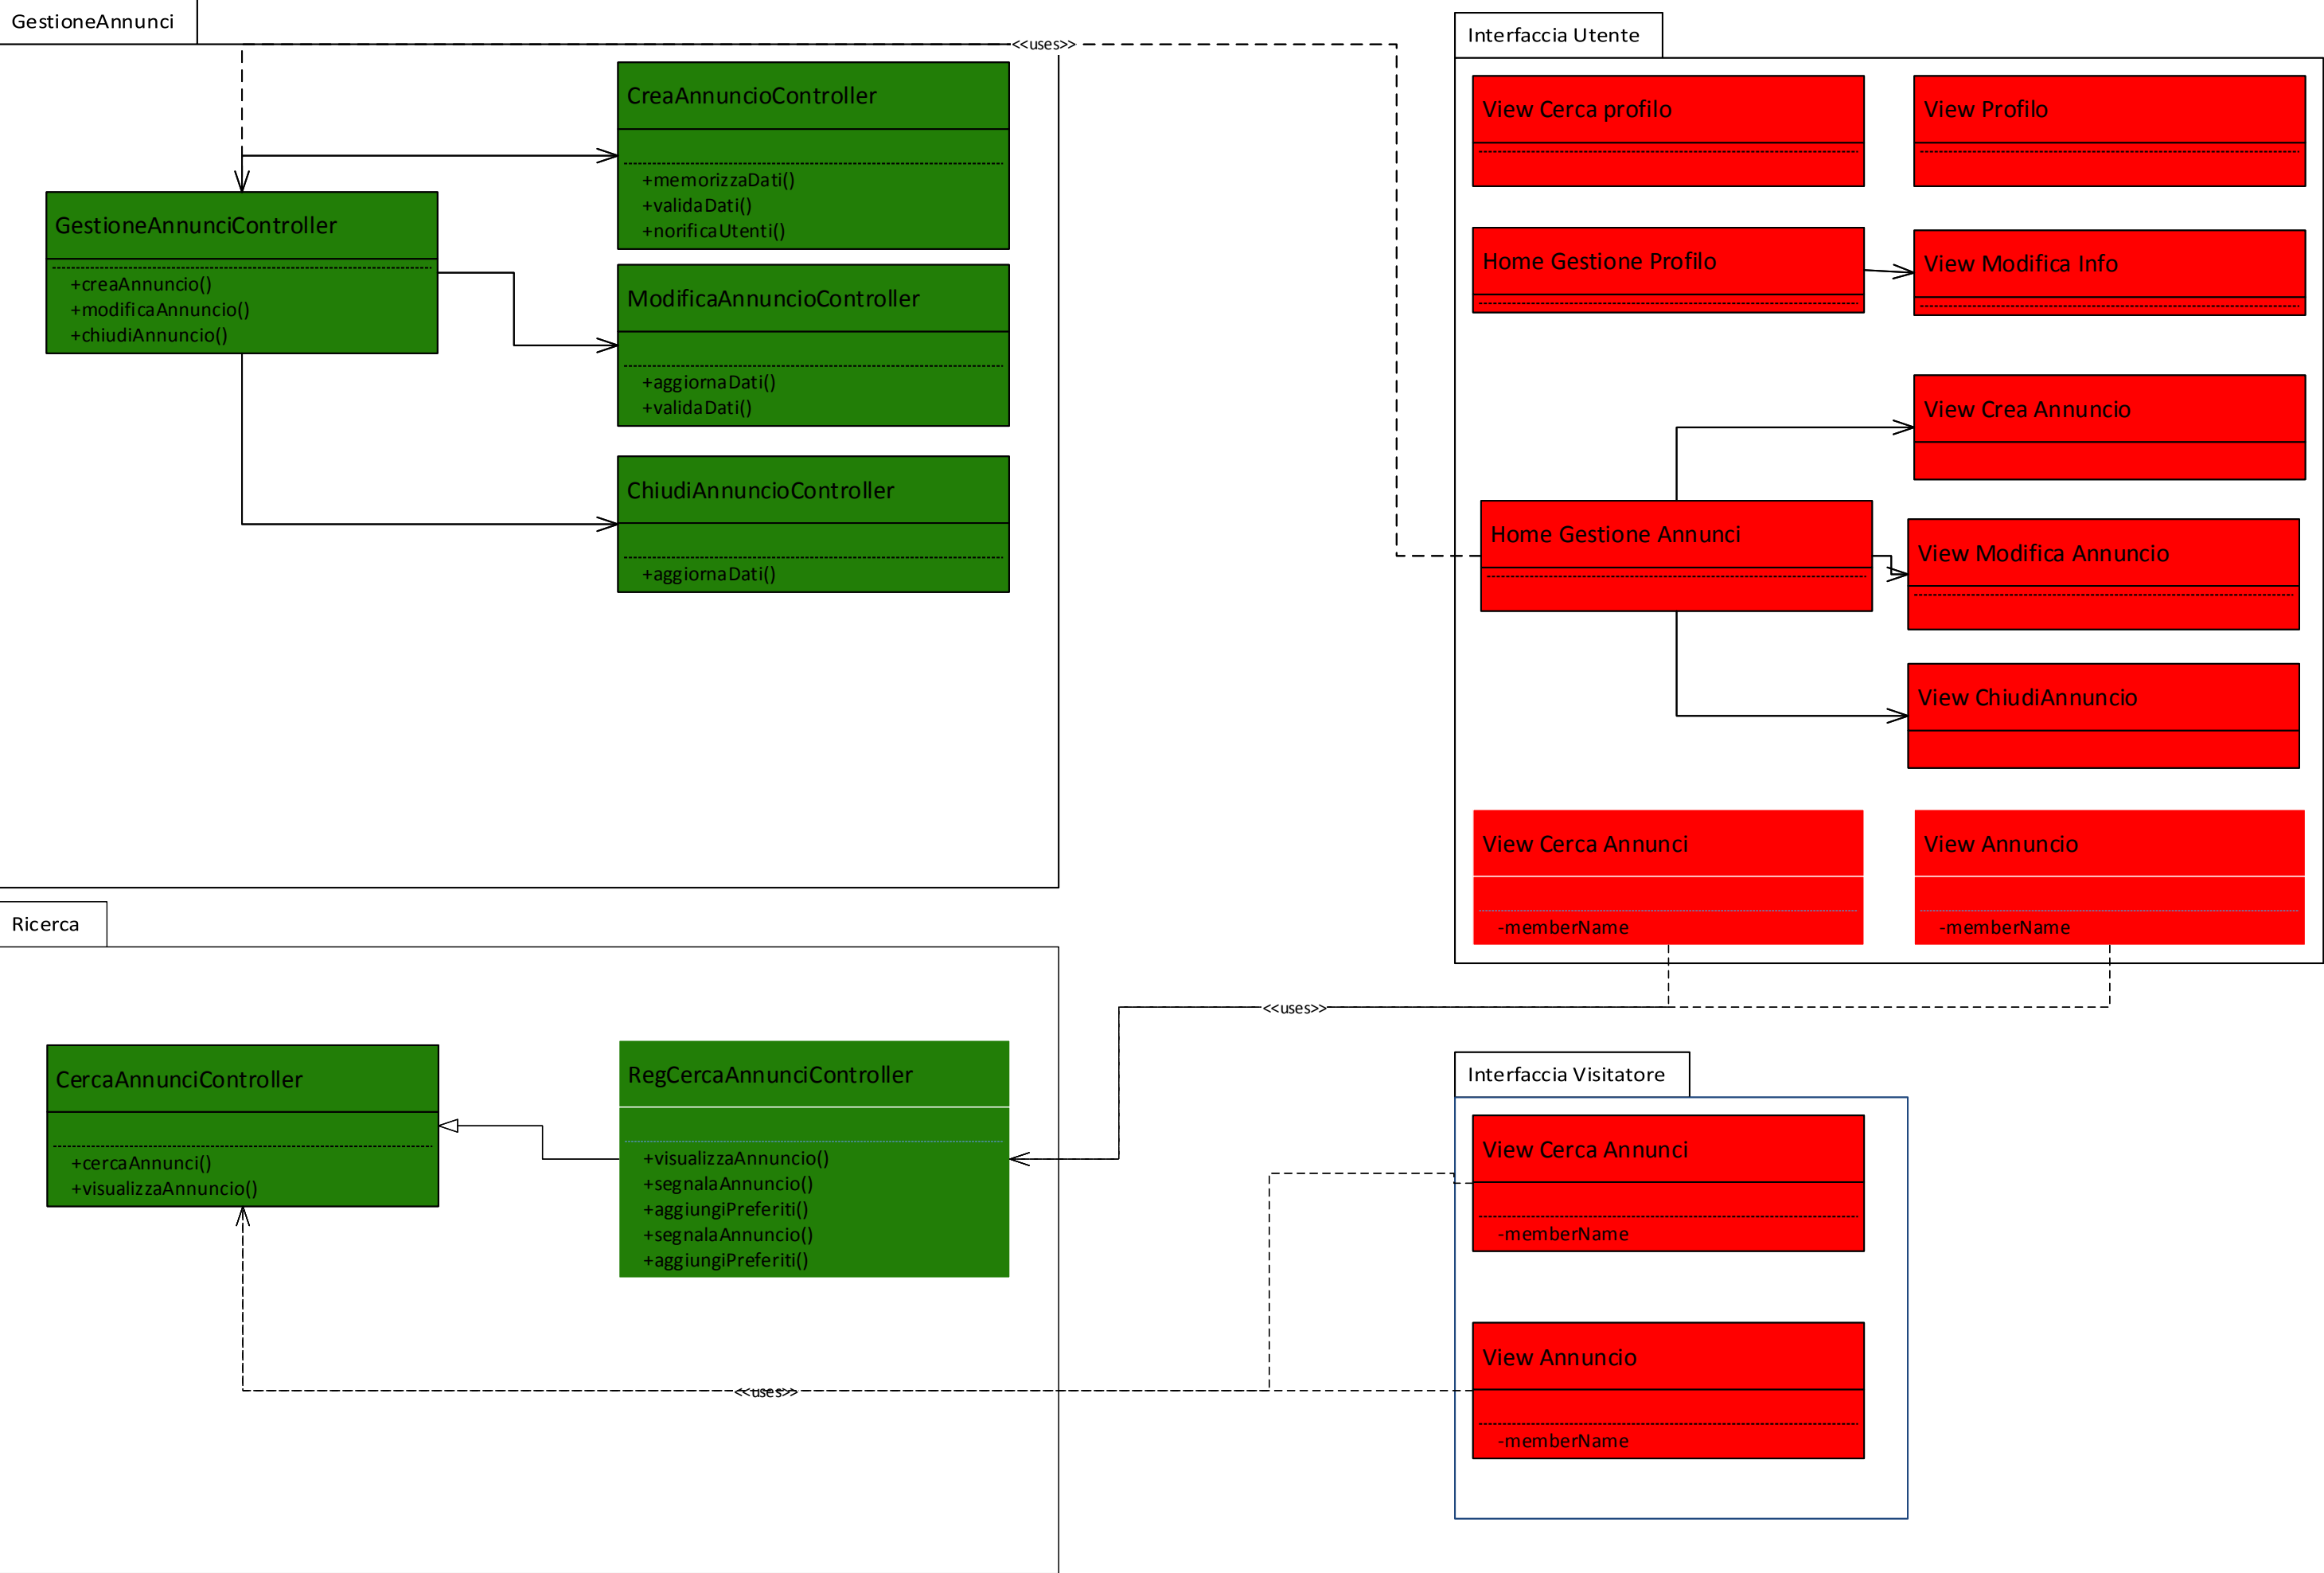 GestioneAnnunci
<<uses>>
CreaAnnuncioController
+memorizzaDati()
+validaDati()
+norificaUtenti()
GestioneAnnunciController
+creaAnnuncio()
+modificaAnnuncio()
+chiudiAnnuncio()
ModificaAnnuncioController
+aggiornaDati()
+validaDati()
ChiudiAnnuncioController
+aggiornaDati()
Interfaccia Utente
View Cerca profilo
View Profilo
Home Gestione Profilo
View Modifica Info
View Crea Annuncio
Home Gestione Annunci
View Modifica Annuncio
View ChiudiAnnuncio
View Cerca Annunci
-memberName
View Annuncio
-memberName
Ricerca
<<uses>>
CercaAnnunciController
+cercaAnnunci()
+visualizzaAnnuncio()
RegCercaAnnunciController
+visualizzaAnnuncio()
+segnalaAnnuncio()
+aggiungiPreferiti()
+segnalaAnnuncio()
+aggiungiPreferiti()
<<uses>>
Interfaccia Visitatore
View Cerca Annunci
-memberName
View Annuncio
-memberName